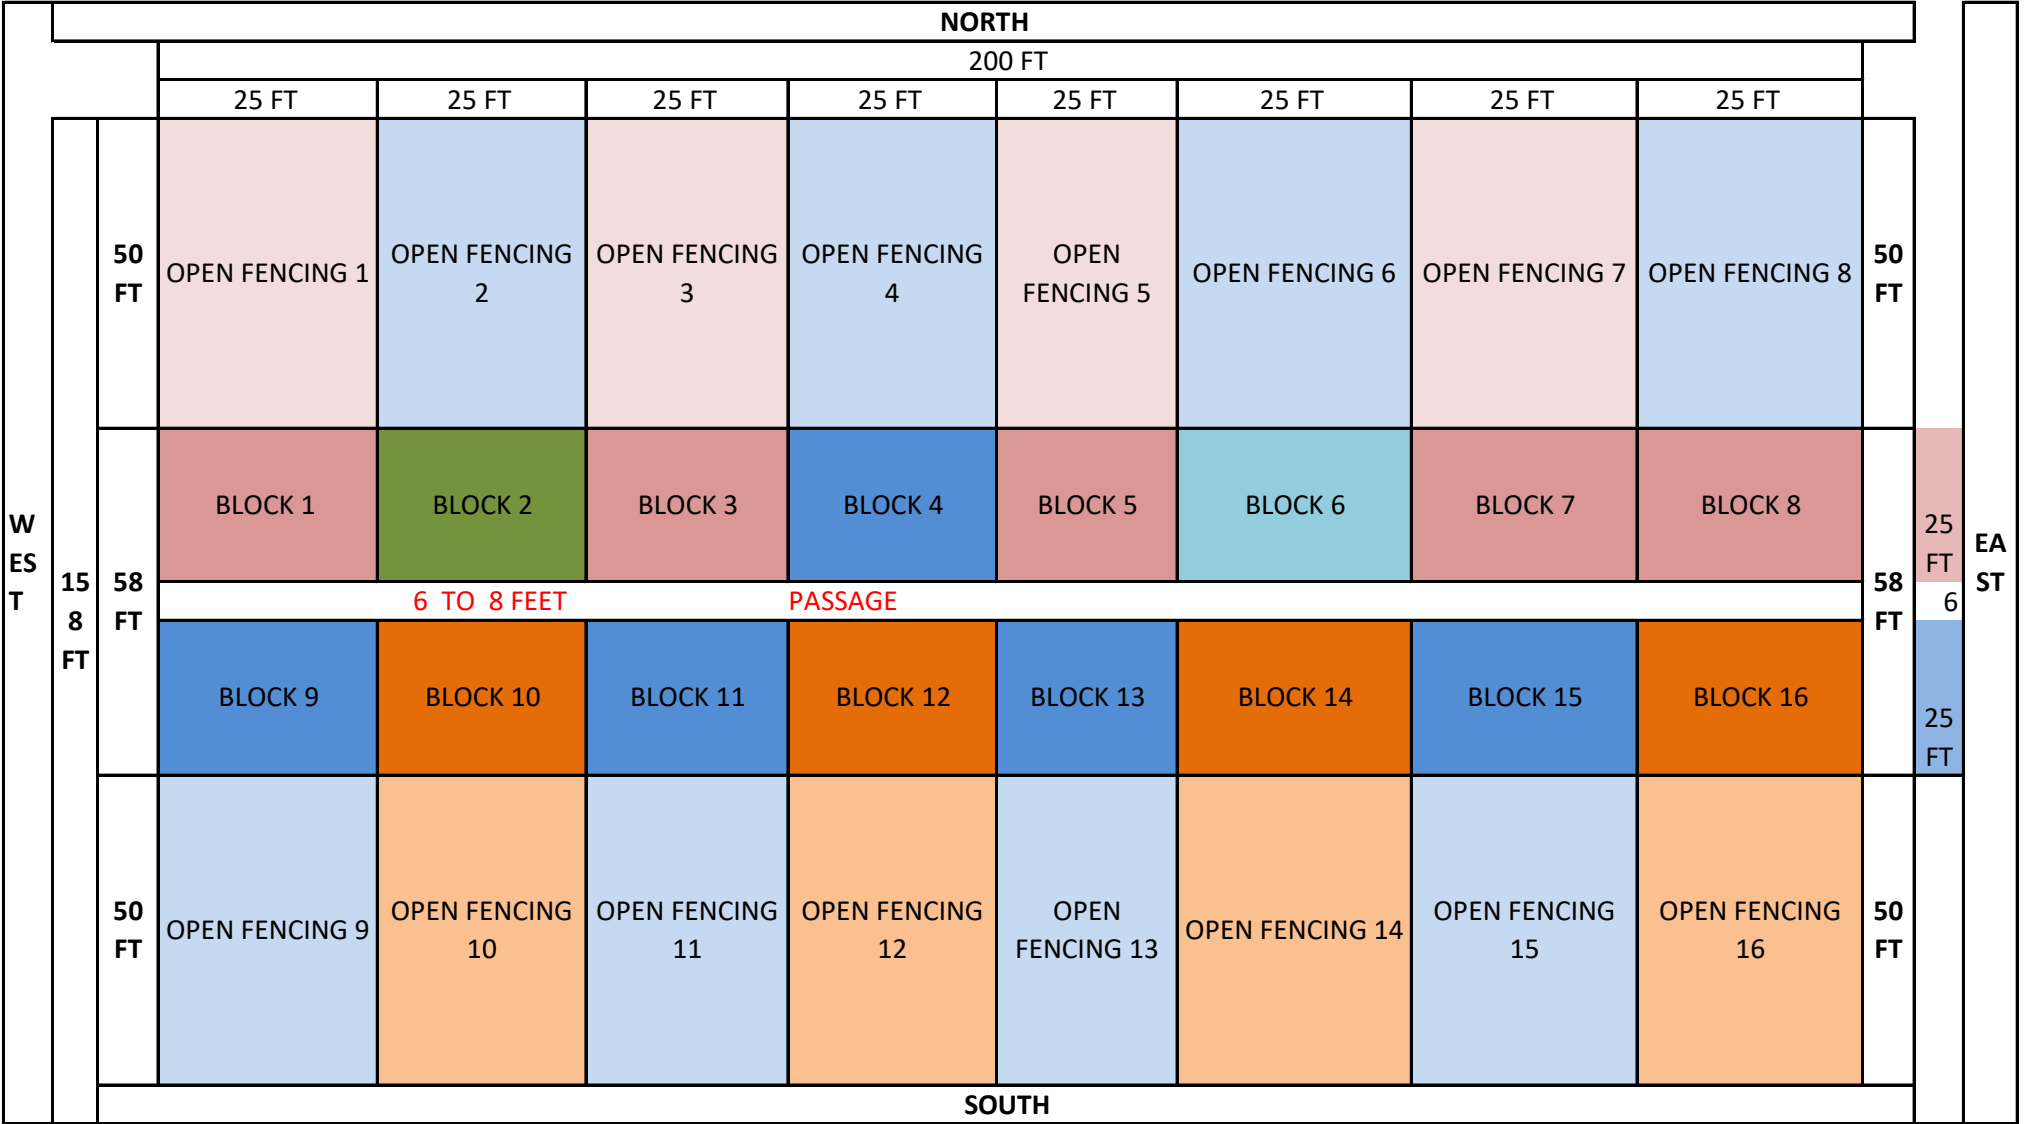 NORTH
200 FT
25 FT 25 FT 25 FT 25 FT 25 FT 25 FT 25 FT 25 FT
50
FT
OPEN FENCING 1
OPEN FENCING
2
OPEN FENCING
3
OPEN FENCING
4
OPEN
FENCING 5
OPEN FENCING 6
OPEN FENCING 7
OPEN FENCING 8
50
FT
W
ES
T
15
8
FT
58
FT
BLOCK 1
BLOCK 2
BLOCK 3
BLOCK 4
BLOCK 5
BLOCK 6
BLOCK 7
BLOCK 8
58
FT
25
FT
EA
ST
6 TO 8 FEET PASSAGE
6
BLOCK 9
BLOCK 10
BLOCK 11
BLOCK 12
BLOCK 13
BLOCK 14
BLOCK 15
BLOCK 16
25
FT
50
FT
OPEN FENCING 9
OPEN FENCING
10
OPEN FENCING
11
OPEN FENCING
12
OPEN
FENCING 13
OPEN FENCING 14
OPEN FENCING
15
OPEN FENCING
16
50
FT
SOUTH